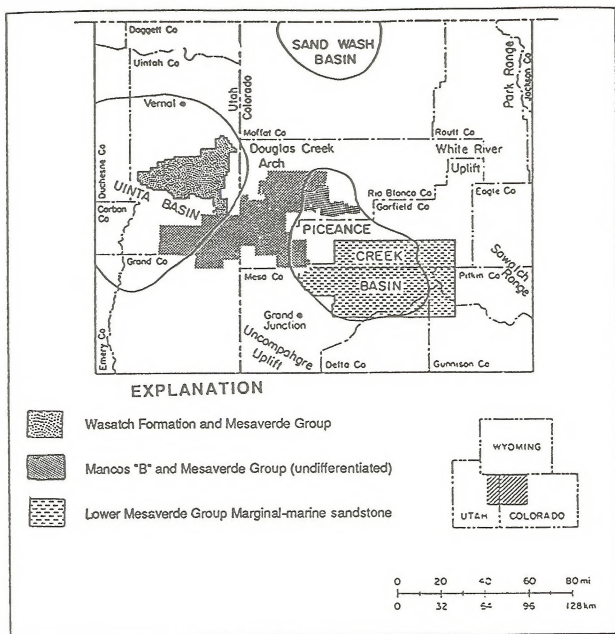 Daggett Co
Uintah Co
SAND WASH
BASIN
Park Range
Jackson Co
Vernal
Utah
Colorado
Moffat Co
Routt Co
Douglas Creek
Arch
White River
Uplift
Duchesne Co
UINTA BASIN
Rio Blanco Co
Garfield Co
Eagle Co
Carbon
Co
PICEANCE
CREEK
BASIN
Grand Co
Mesa Co
Pitkin Co
Sawatch
Range
Grand
Junction
Emery Co
Uncompahgre
Uplift
Delta Co
Gunnison Co
EXPLANATION
Wasatch Formation and Mesaverde Group
Mancos "B" and Mesaverde Group (undifferentiated)
Lower Mesaverde Group Marginal-marine sandstone
WYOMING
UTAH
COLORADO
0 20 40 60 80 mi
0 32 64 96 128 km